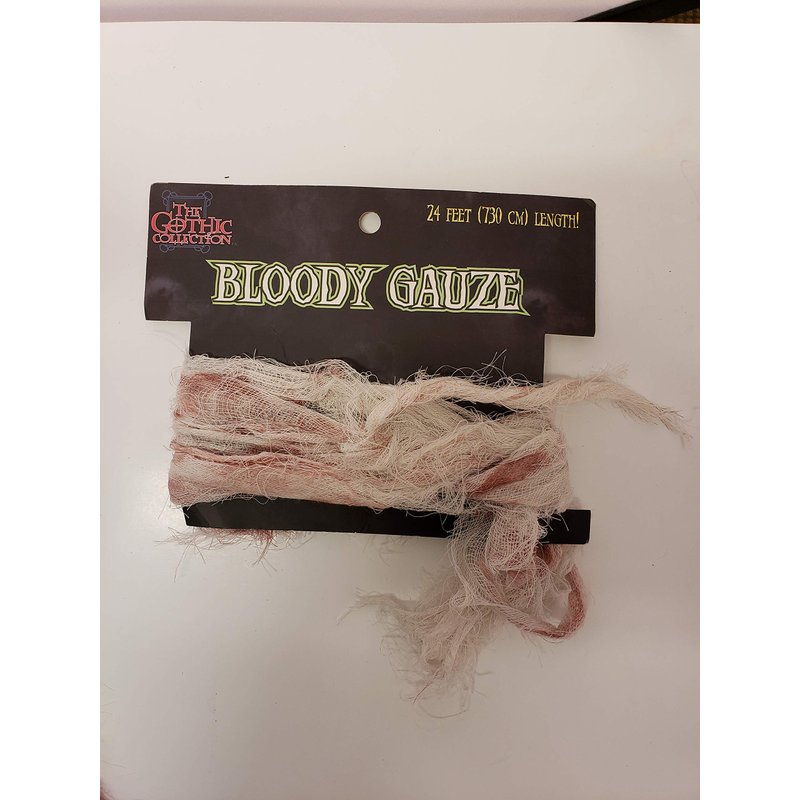 THE
GOTHIC
COLLECTION
24 FEET (730 CM) LENGTH!
BLOODY GAUZE